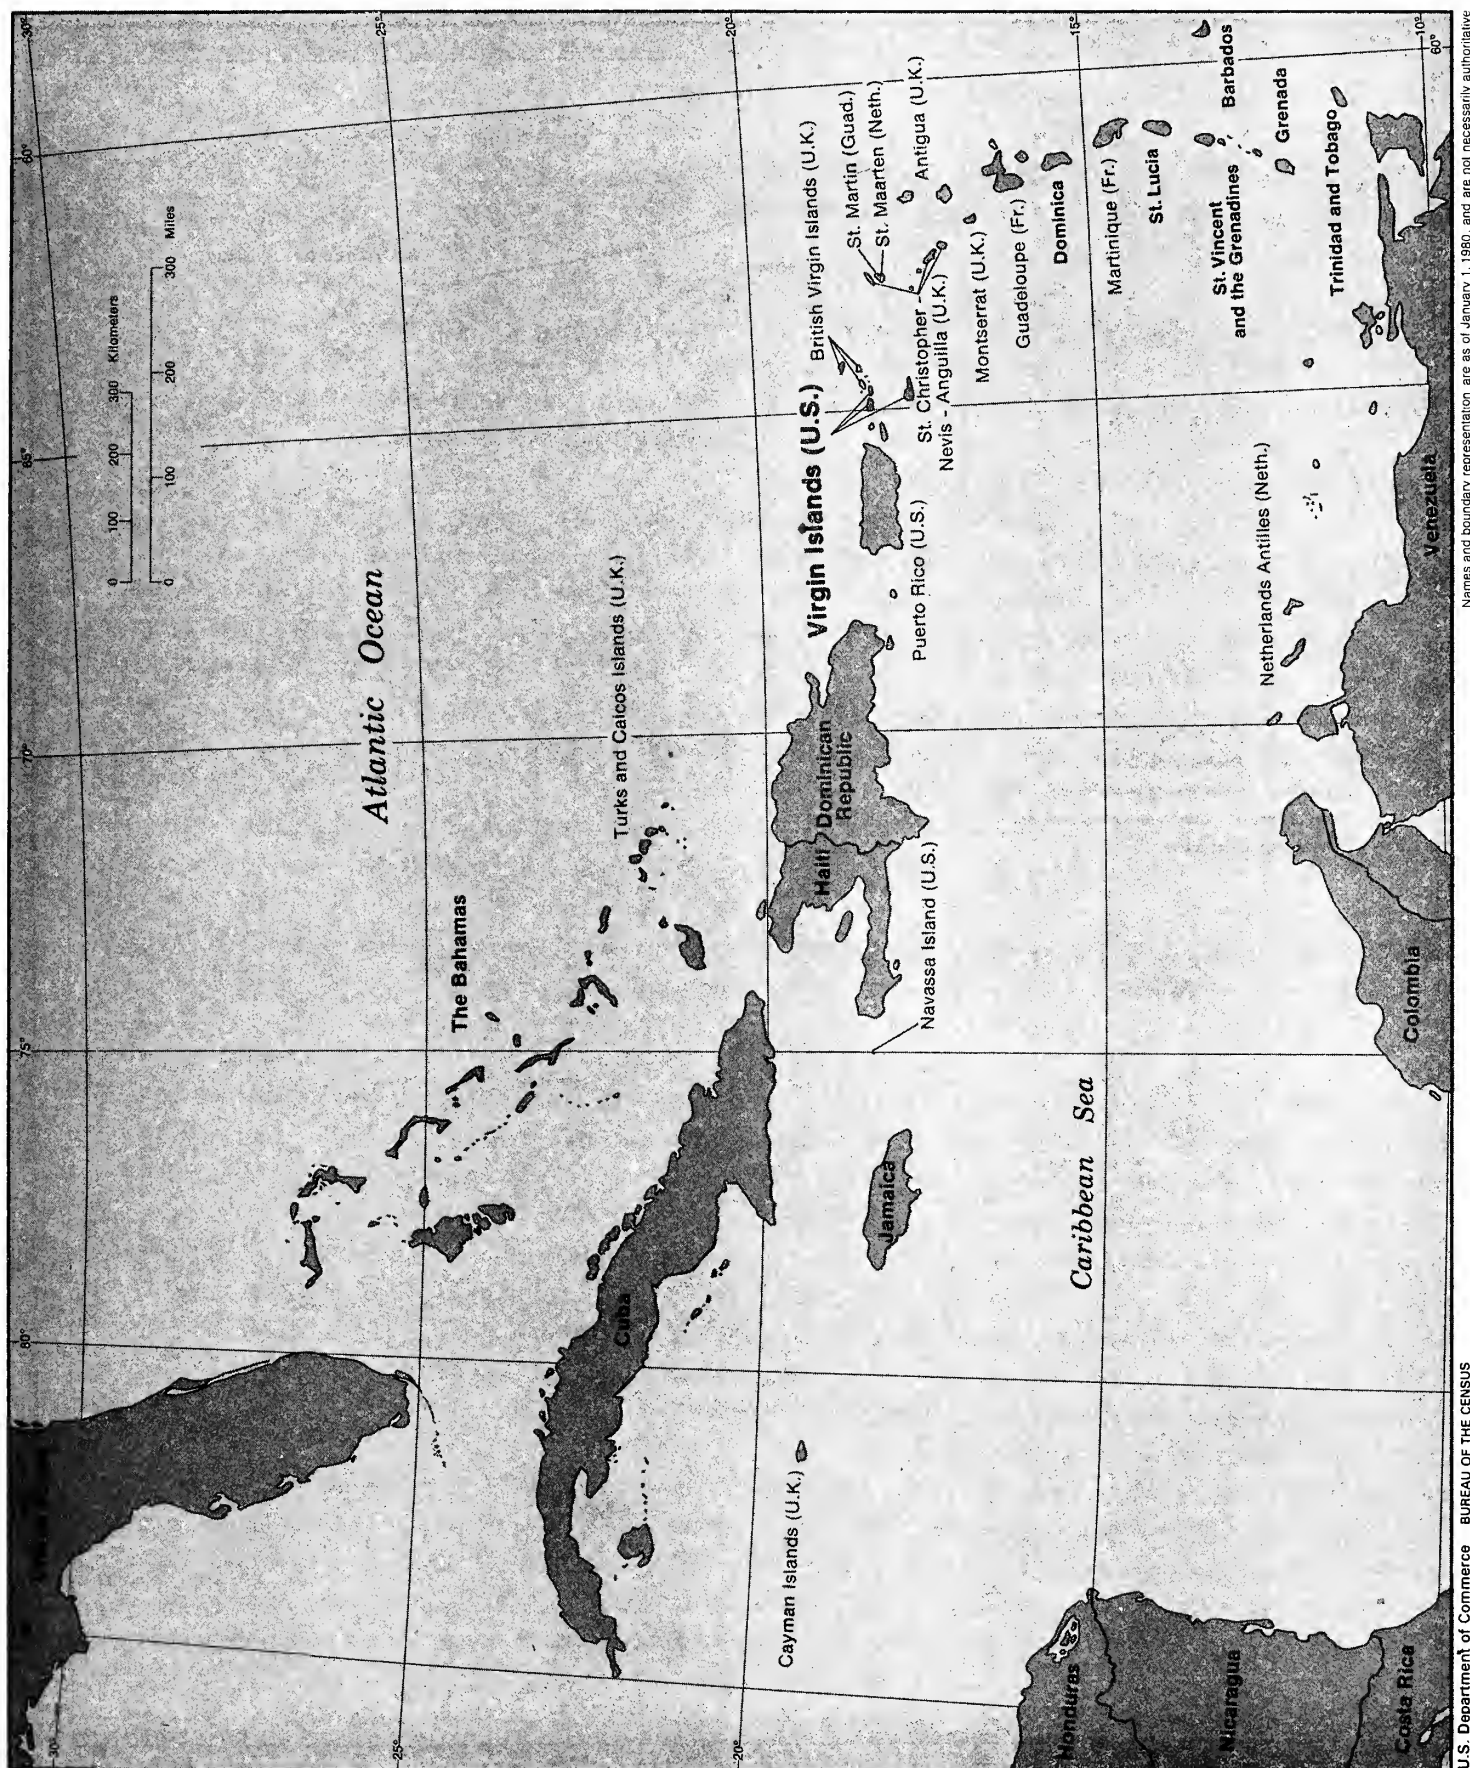 80°
75°
70°
65°
60°
-30°
30
0 100 200 300 Kilometers
0 100 200 300 Miles
Atlantic Ocean
-25°
-25°
The Bahamas
Cuba
Turks and Caicos Islands (U.K.)
-20°
-20°
Cayman Islands (U.K.)
Virgin Islands (U.S.)
British Virgin Islands (U.K.)
Haiti
Dominican
Republic
St. Martin (Guad.)
St. Maarten (Neth.)
Jamaica
Navassa Island (U.S.)
Puerto Rico (U.S.)
Antigua (U.K.)
St. Christopher -
Nevis - Anguilla (U.K.)
Montserrat (U.K.)
Guadeloupe (Fr.)
Dominica
Caribbean Sea
-15°
Honduras
Martinique (Fr.)
St. Lucia
Nicaragua
St. Vincent
and the Grenadines
Barbados
Netherlands Antilles (Neth.)
Grenada
Trinidad and Tobago
Costa Rica
Colombia
Venezuela
-10°
60°
U.S. Department of Commerce BUREAU OF THE CENSUS
Names and boundary representation are as of January 1, 1980, and are not necessarily authoritative